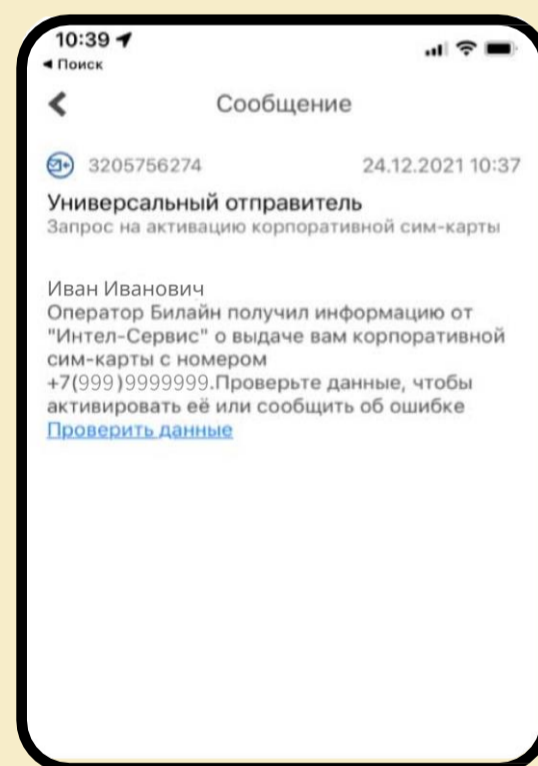 10:39
Поиск
Сообщение
3205756274 24.12.2021 10:37
Универсальный отправитель
Запрос на активацию корпоративной сим-карты
Иван Иванович
Оператор Билайн получил информацию от
"Интел-Сервис" о выдаче вам корпоративной
сим-карты с номером
+7(999)9999999.Проверьте данные, чтобы
активировать её или сообщить об ошибке
Проверить данные